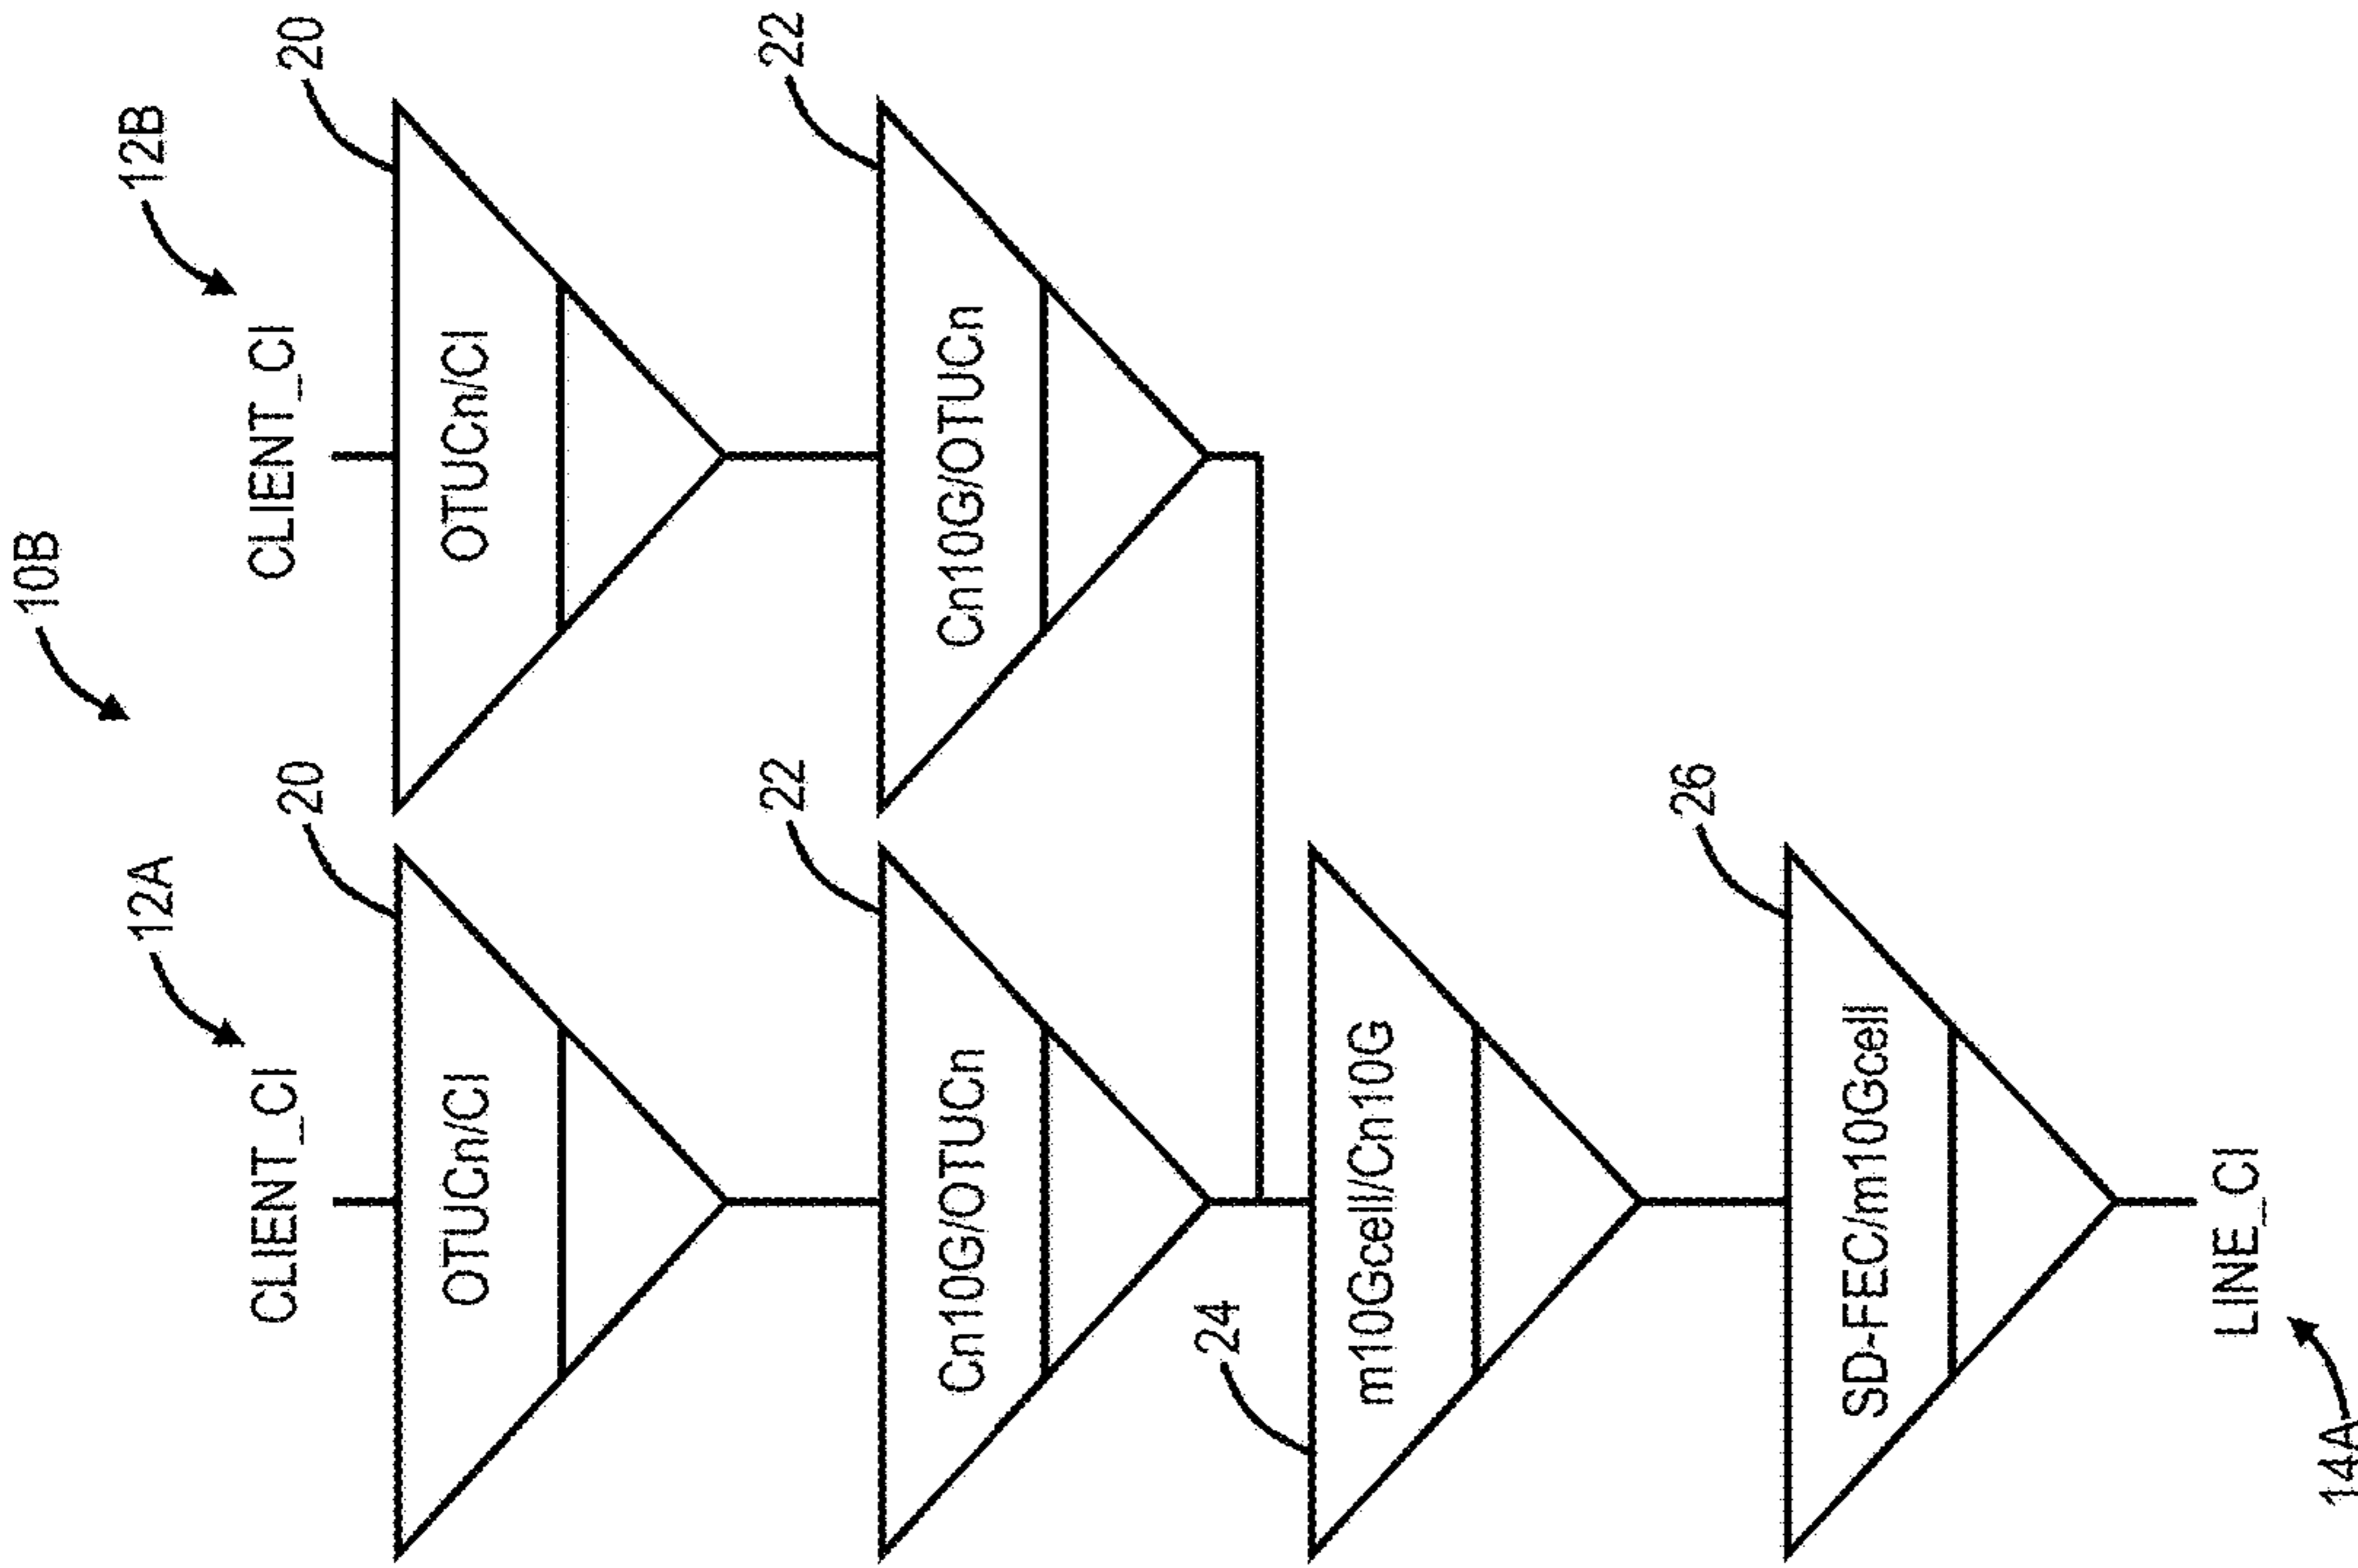 10B
12A
12B
CLIENT_CI
CLIENT_CI
20
20
OTUCn/CI
OTUCn/CI
22
22
Cn10G/OTUCn
Cn10G/OTUCn
24
m10Gcell/Cn10G
26
SD-FEC/m10Gcell
LINE_CI
14A